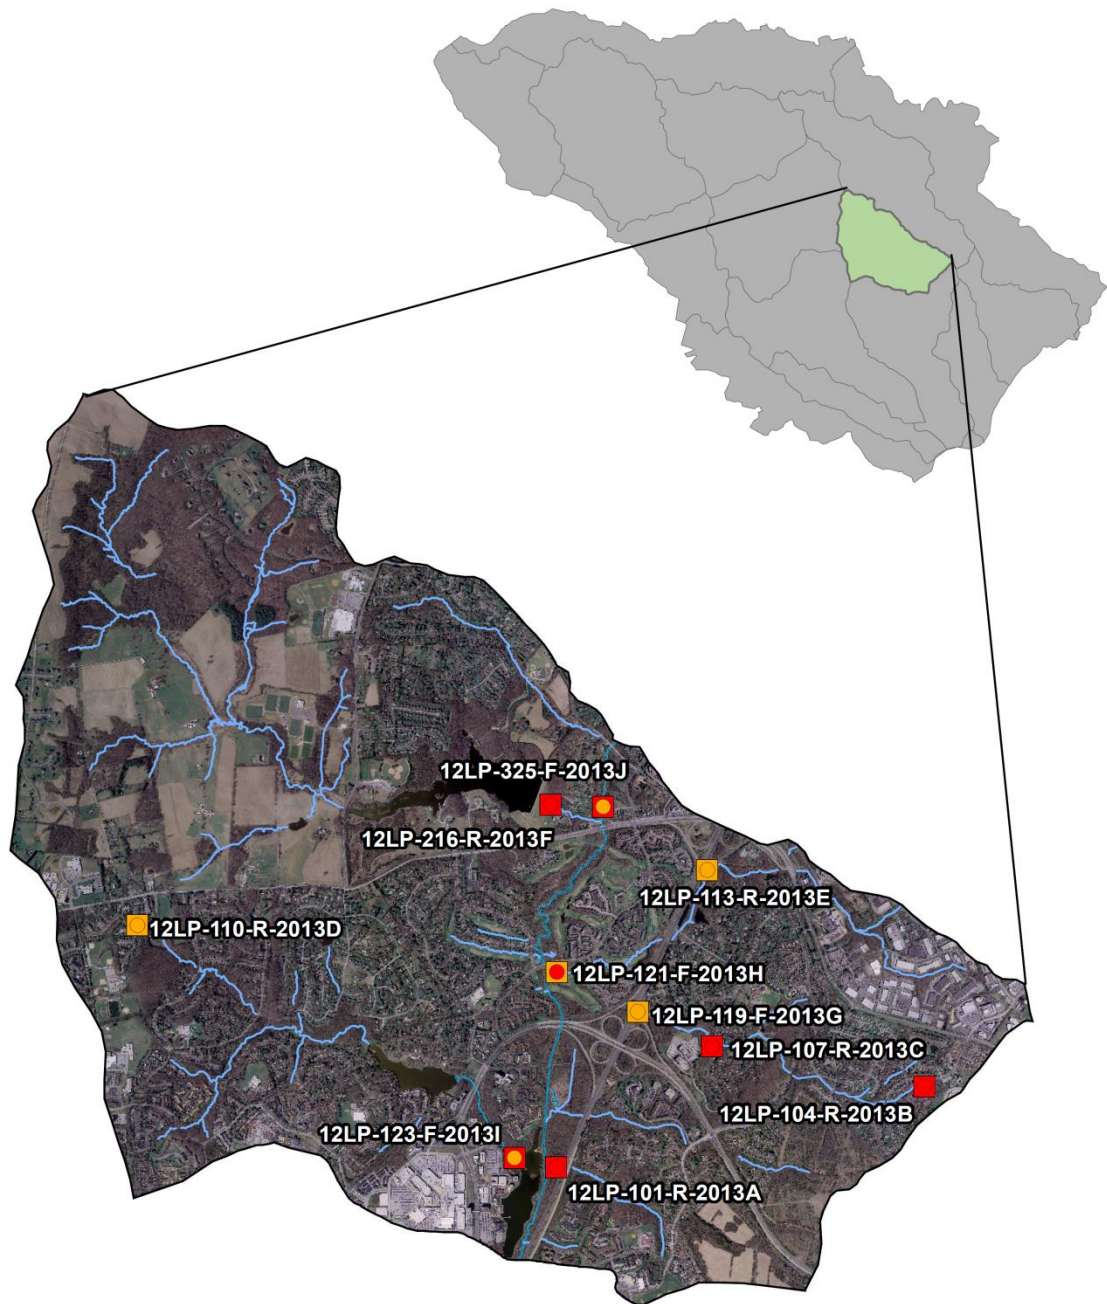 12LP-325-F-2013J
12LP-216-R-2013F
12LP-113-R-2013E
12LP-110-R-2013D
12LP-121-F-2013H
12LP-119-F-2013G
12LP-107-R-2013C
12LP-104-R-2013B
12LP-123-F-2013I
12LP-101-R-2013A